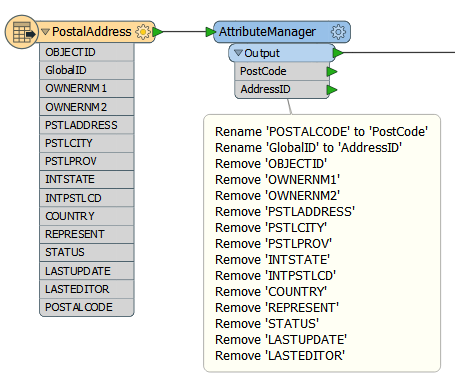 PostalAddress
OBJECTID
GlobalID
OWNERNM1
OWNERNM2
PSTLADDRESS
PSTLCITY
PSTLPROV
INTSTATE
INTPSTLCD
COUNTRY
REPRESENT
STATUS
LASTUPDATE
LASTEDITOR
POSTALCODE
AttributeManager
Output
PostCode
AddressID
Rename 'POSTALCODE' to 'PostCode'
Rename 'GlobalID' to 'AddressID'
Remove 'OBJECTID'
Remove 'OWNERNM1'
Remove 'OWNERNM2'
Remove 'PSTLADDRESS'
Remove 'PSTLCITY'
Remove 'PSTLPROV'
Remove 'INTSTATE'
Remove 'INTPSTLCD'
Remove 'COUNTRY'
Remove 'REPRESENT'
Remove 'STATUS'
Remove 'LASTUPDATE'
Remove 'LASTEDITOR'